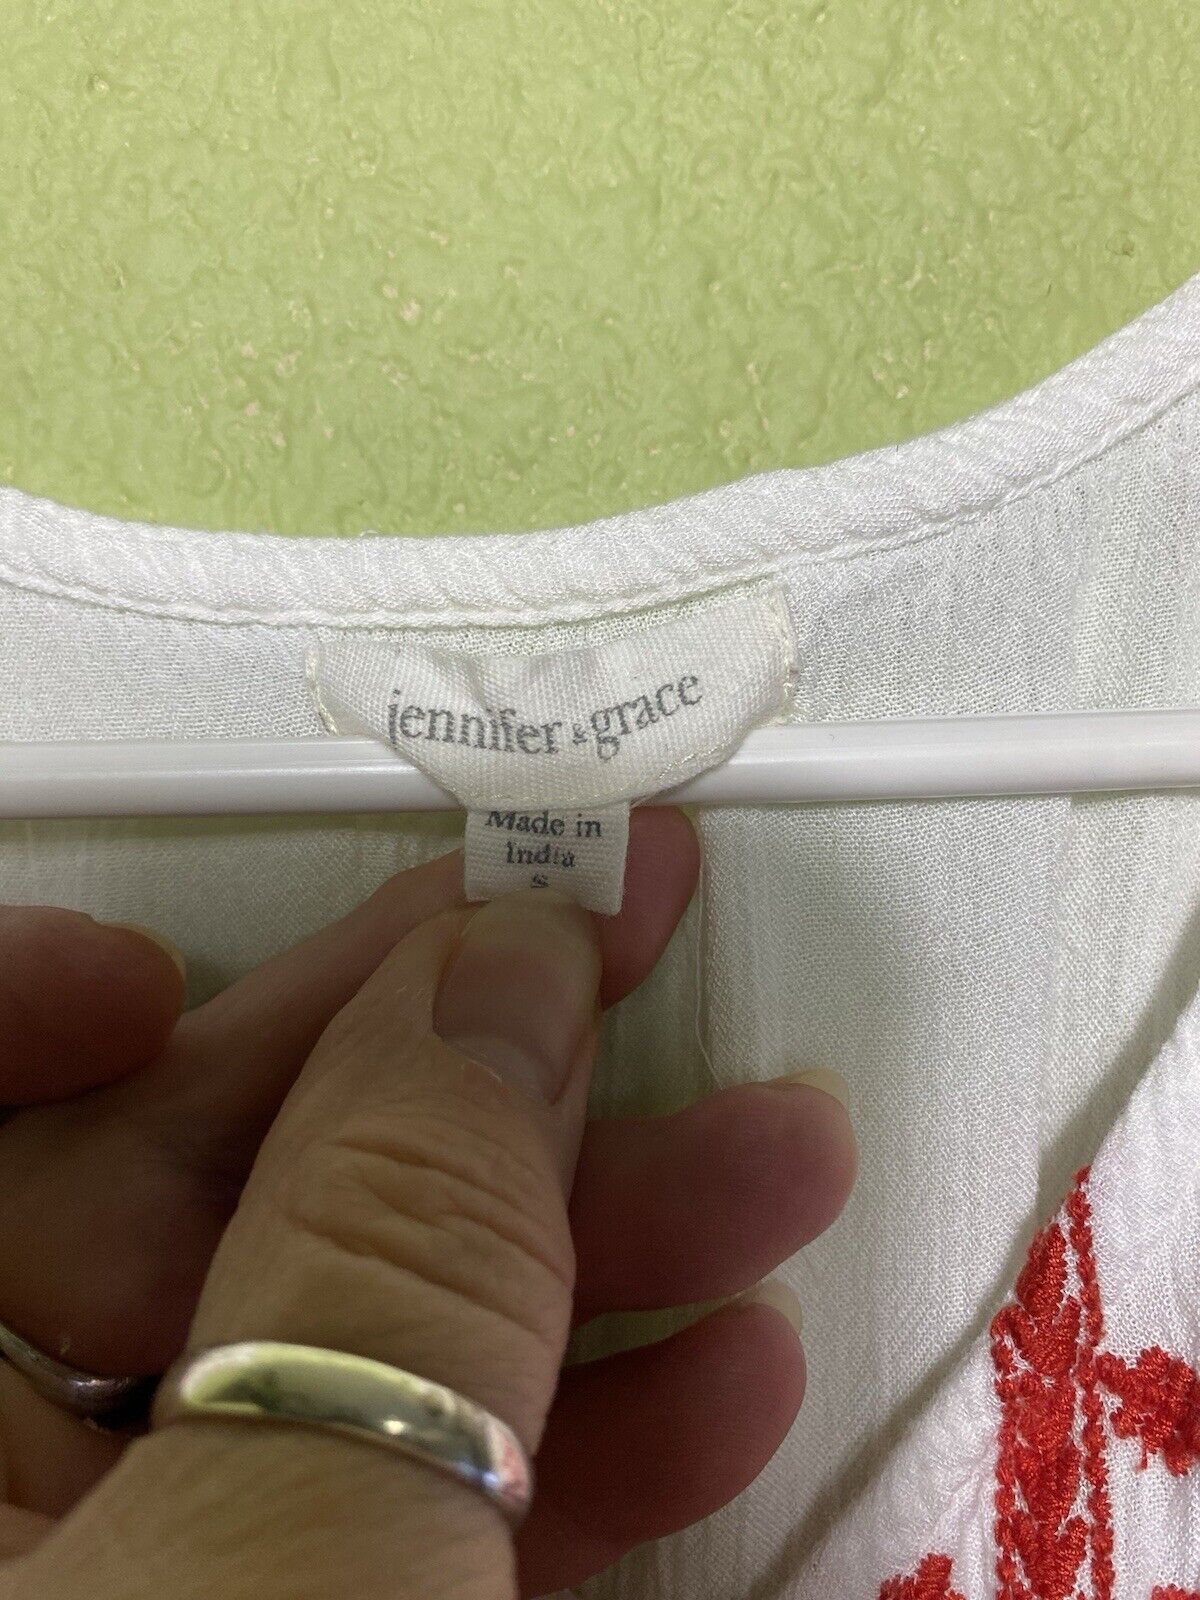 jennifer & grace
Made in
India
S